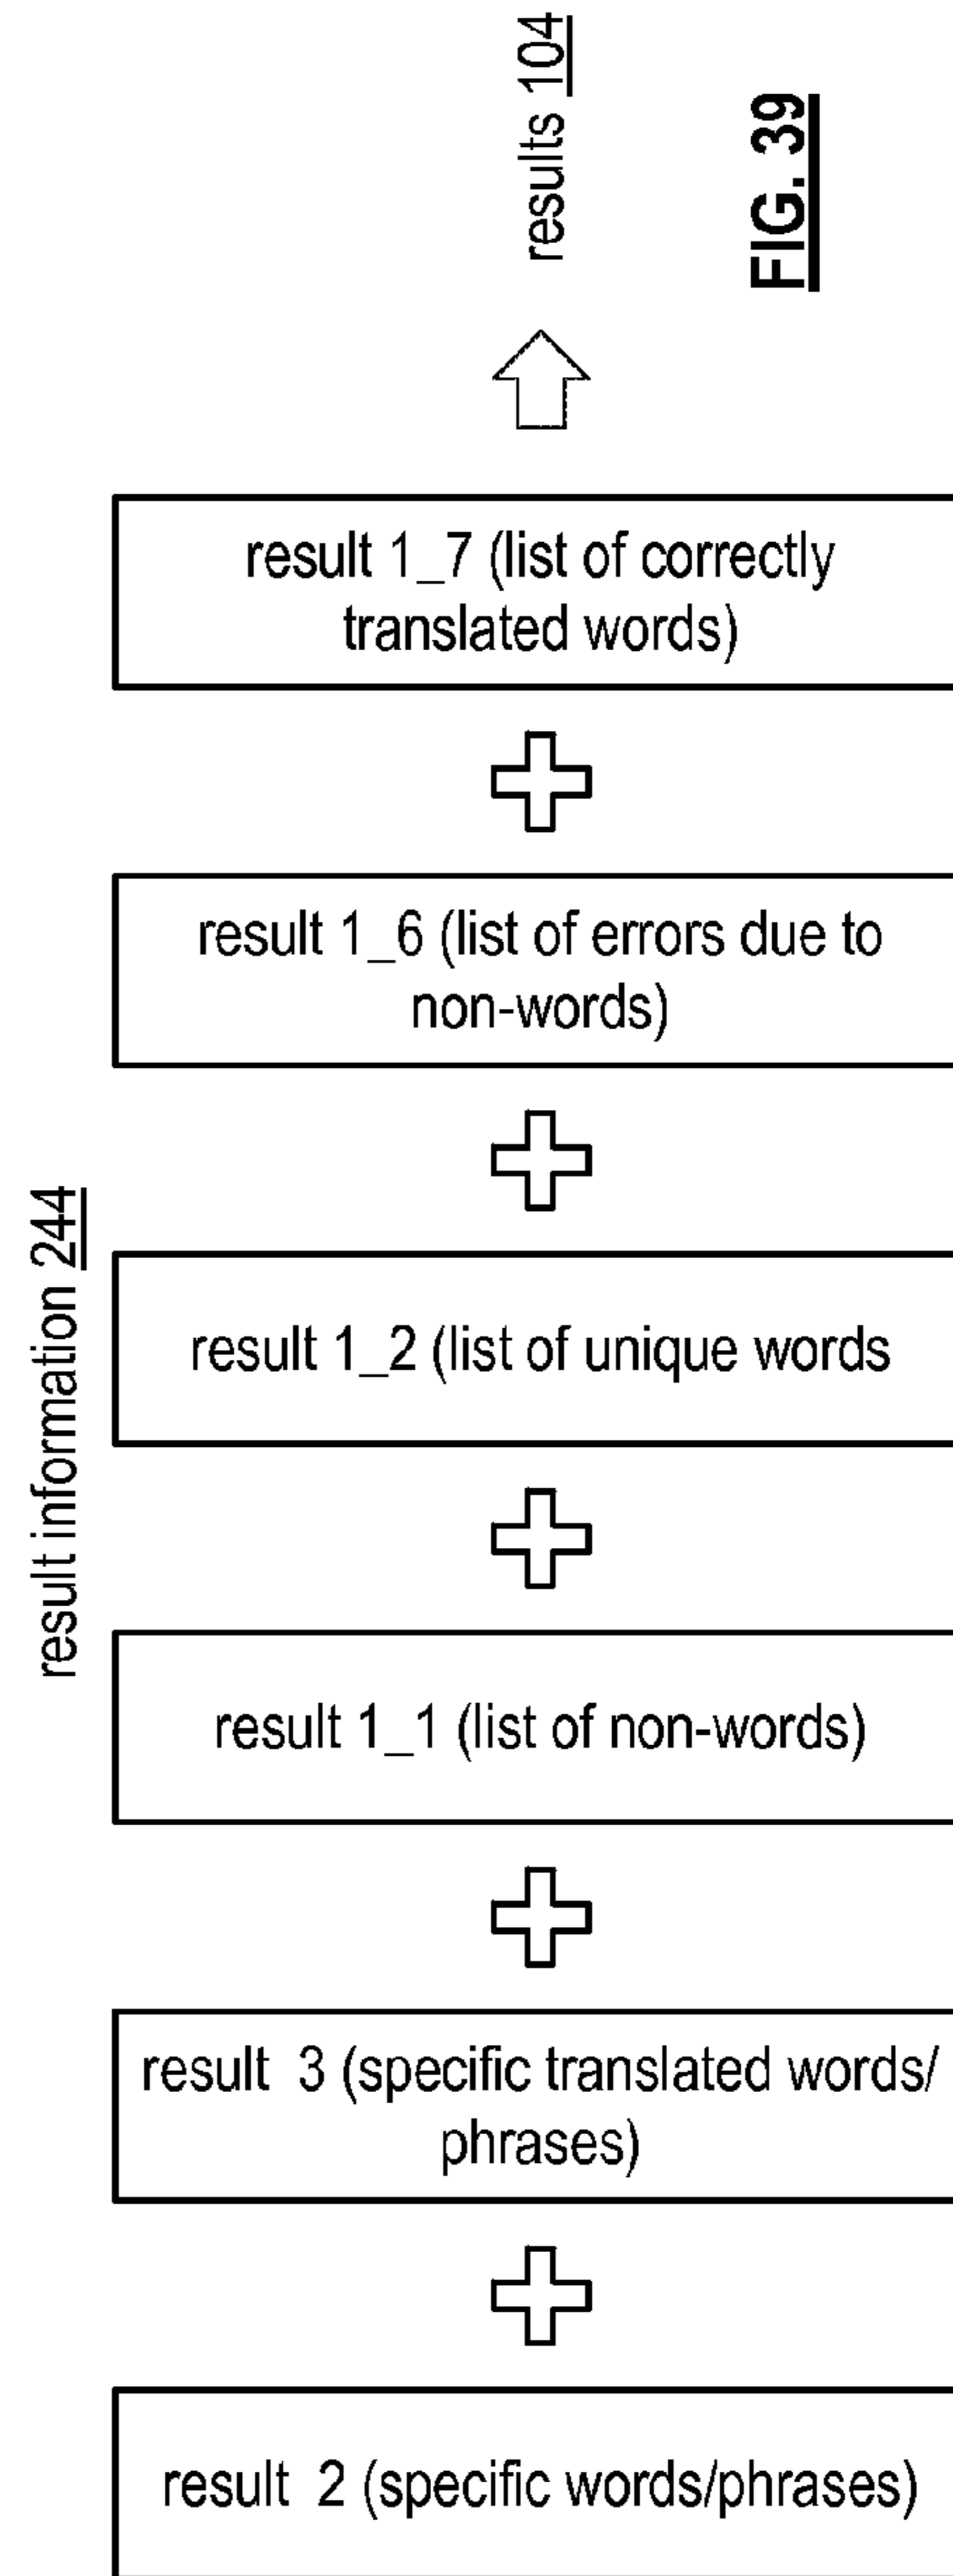 result information 244
result 1_7 (list of correctly
translated words)
result 1_6 (list of errors due to
non-words)
result 1_2 (list of unique words
result 1_1 (list of non-words)
result 3 (specific translated words/
phrases)
result 2 (specific words/phrases)
results 104
FIG. 39